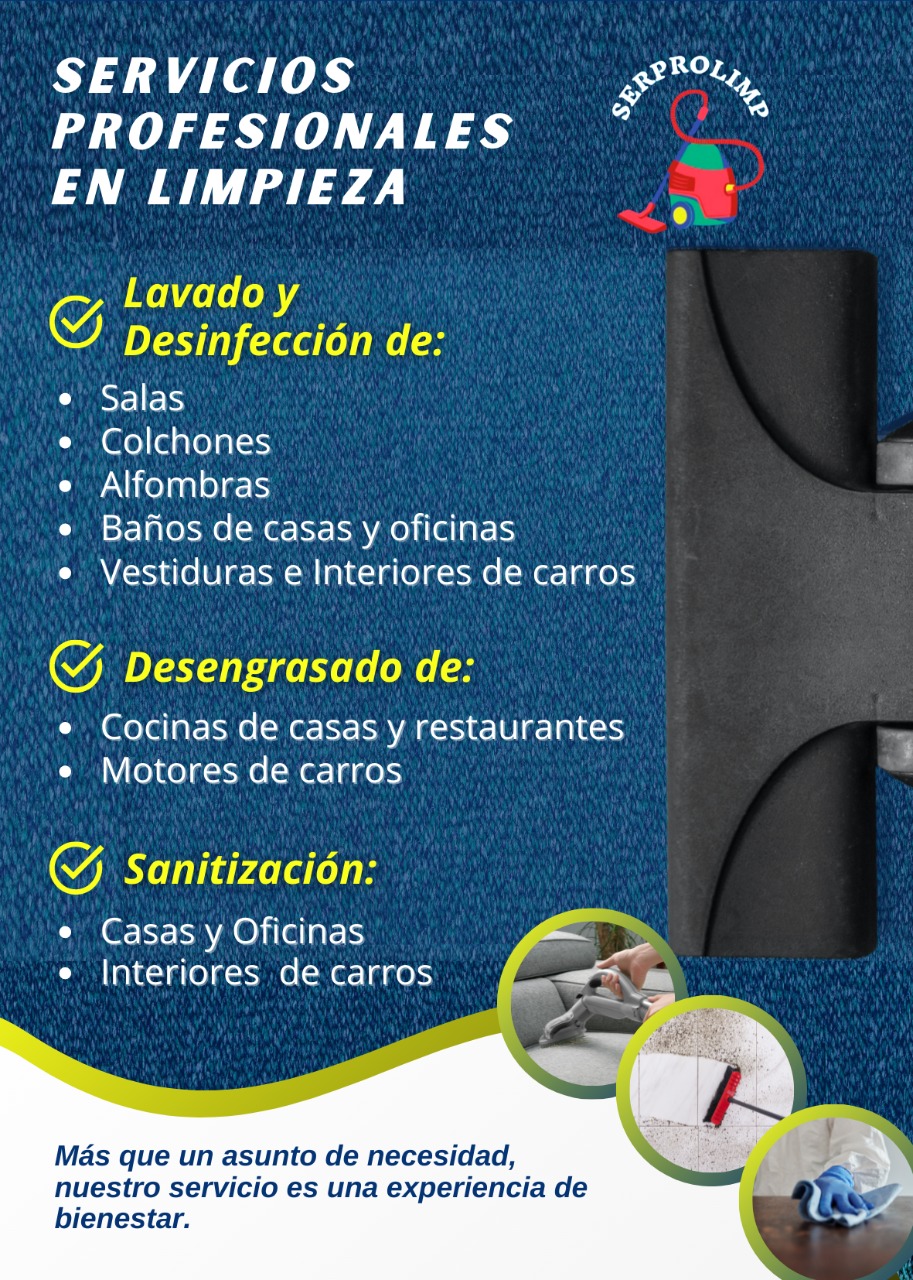 SERVICIOS
PROFESIONALES
EN LIMPIEZA
SERPROLIMP
Lavado y
Desinfección de:
• Salas
• Colchones
• Alfombras
• Baños de casas y oficinas
• Vestiduras e Interiores de carros
Desengrasado de:
• Cocinas de casas y restaurantes
• Motores de carros
Sanitización:
• Casas y Oficinas
• Interiores  de carros
Más que un asunto de necesidad,
nuestro servicio es una experiencia de
bienestar.